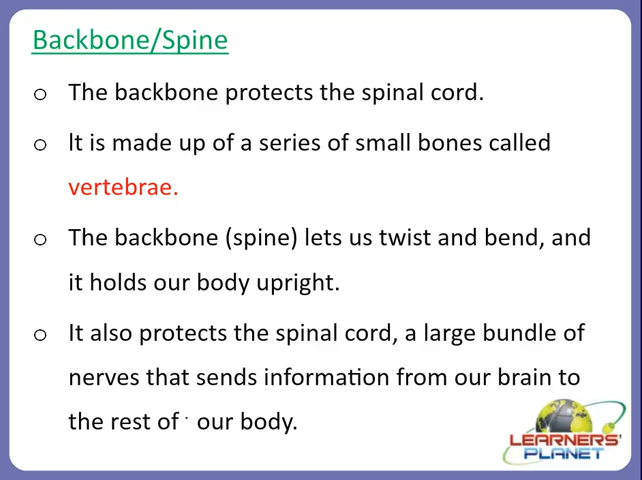 Backbone/Spine
o The backbone protects the spinal cord.
o It is made up of a series of small bones called
vertebrae.
o The backbone (spine) lets us twist and bend, and
it holds our body upright.
o It also protects the spinal cord, a large bundle of
nerves that sends information from our brain to
the rest of our body.
LEARNERS'
PLANET